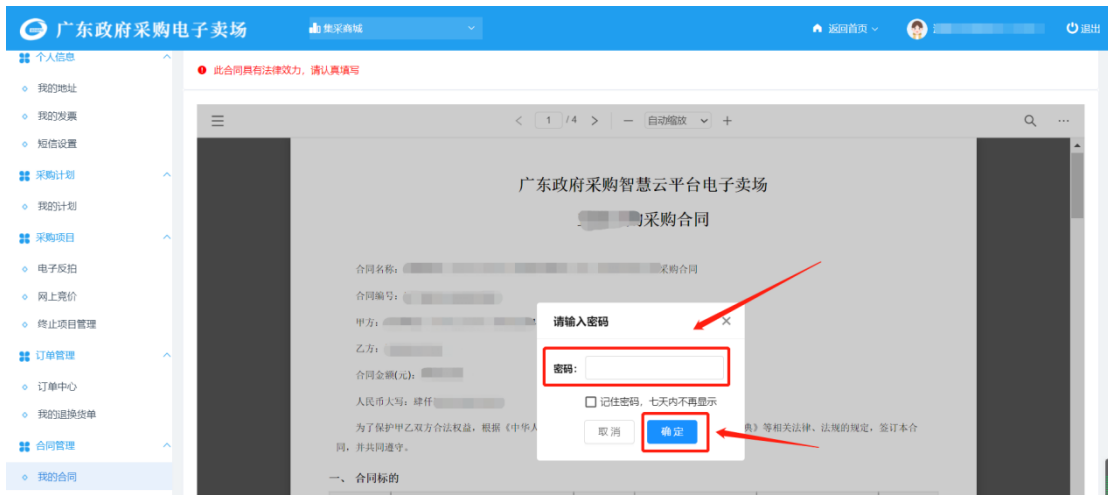 广东政府采购电子卖场
集采商城
返回首页
退出
个人信息
我的地址
我的发票
短信设置
采购计划
我的计划
采购项目
电子反拍
网上竞价
终止项目管理
订单管理
订单中心
我的退换货单
合同管理
我的合同
此合同具有法律效力，请认真填写
1 /4 自动缩放
广东政府采购智慧云平台电子卖场
采购合同
合同名称： 采购合同
合同编号：
甲方：
乙方：
合同金额(元)：
人民币大写：肆仟
为了保护甲乙双方合法权益，根据《中华人 典》等相关法律、法规的规定，签订本合
同，并共同遵守。
一、 合同标的
请输入密码
密码：
记住密码，七天内不再显示
取消
确定